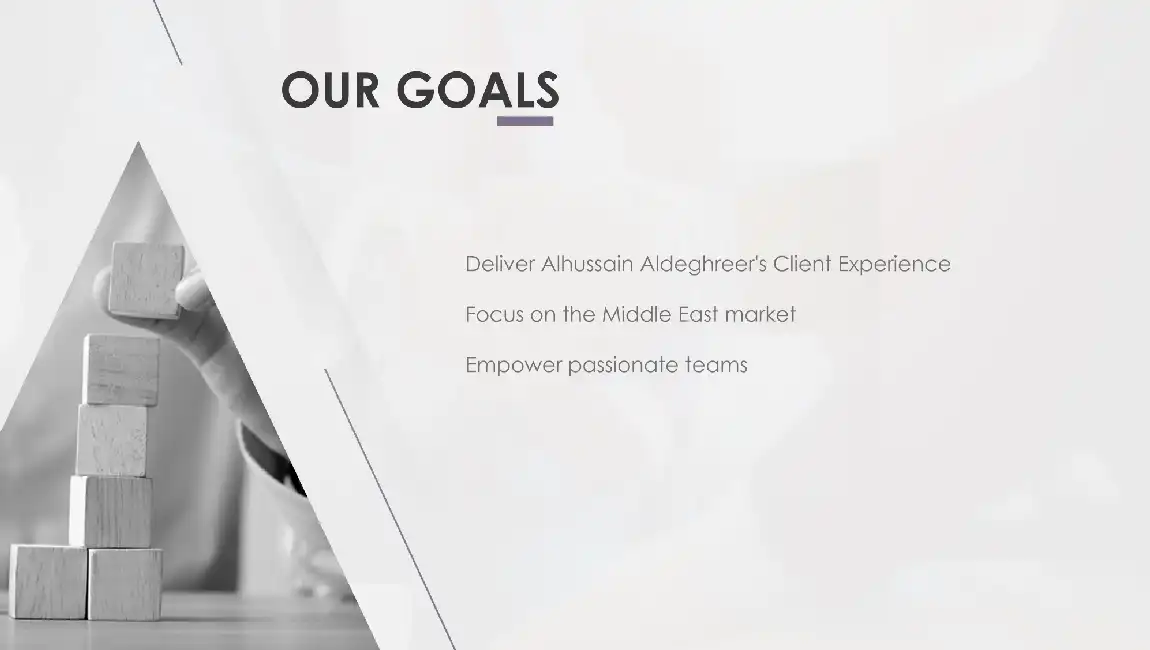 OUR GOALS
Deliver Alhussain Aldeghreer's Client Experience
Focus on the Middle East market
Empower passionate teams